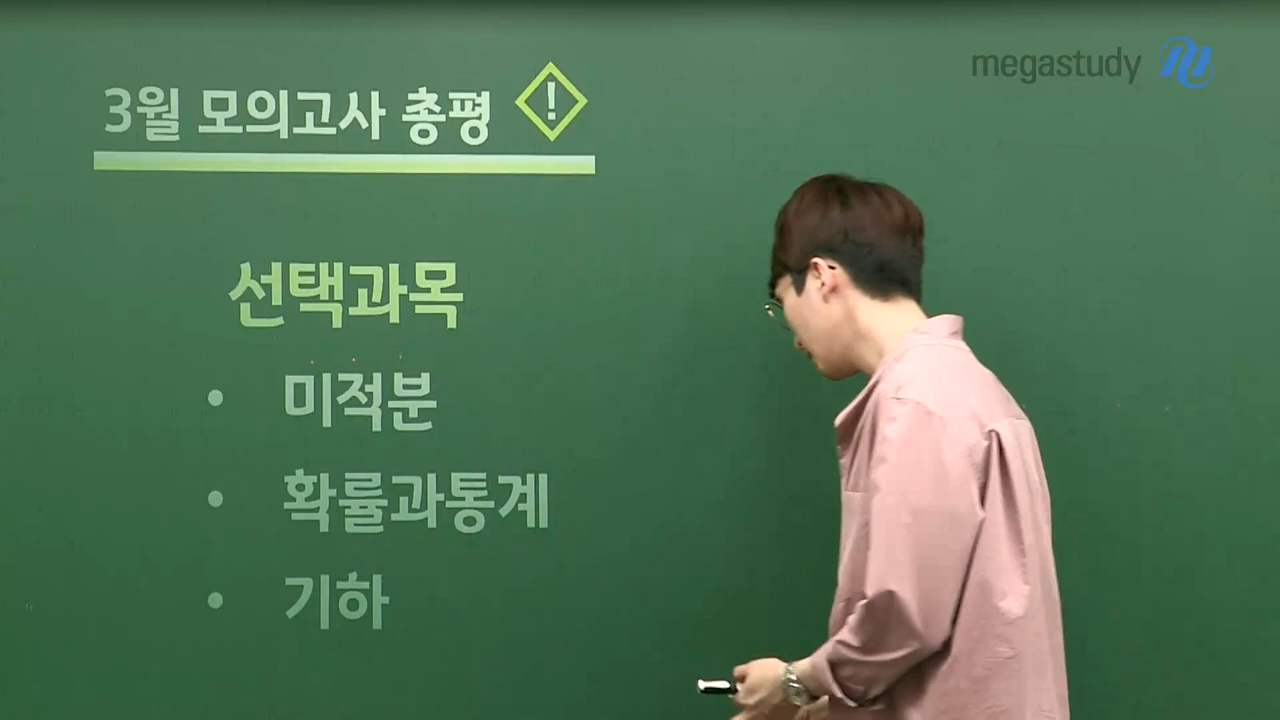 megastudy
3월 모의고사 총평 !
선택과목
• 미적분
• 확률과통계
• 기하